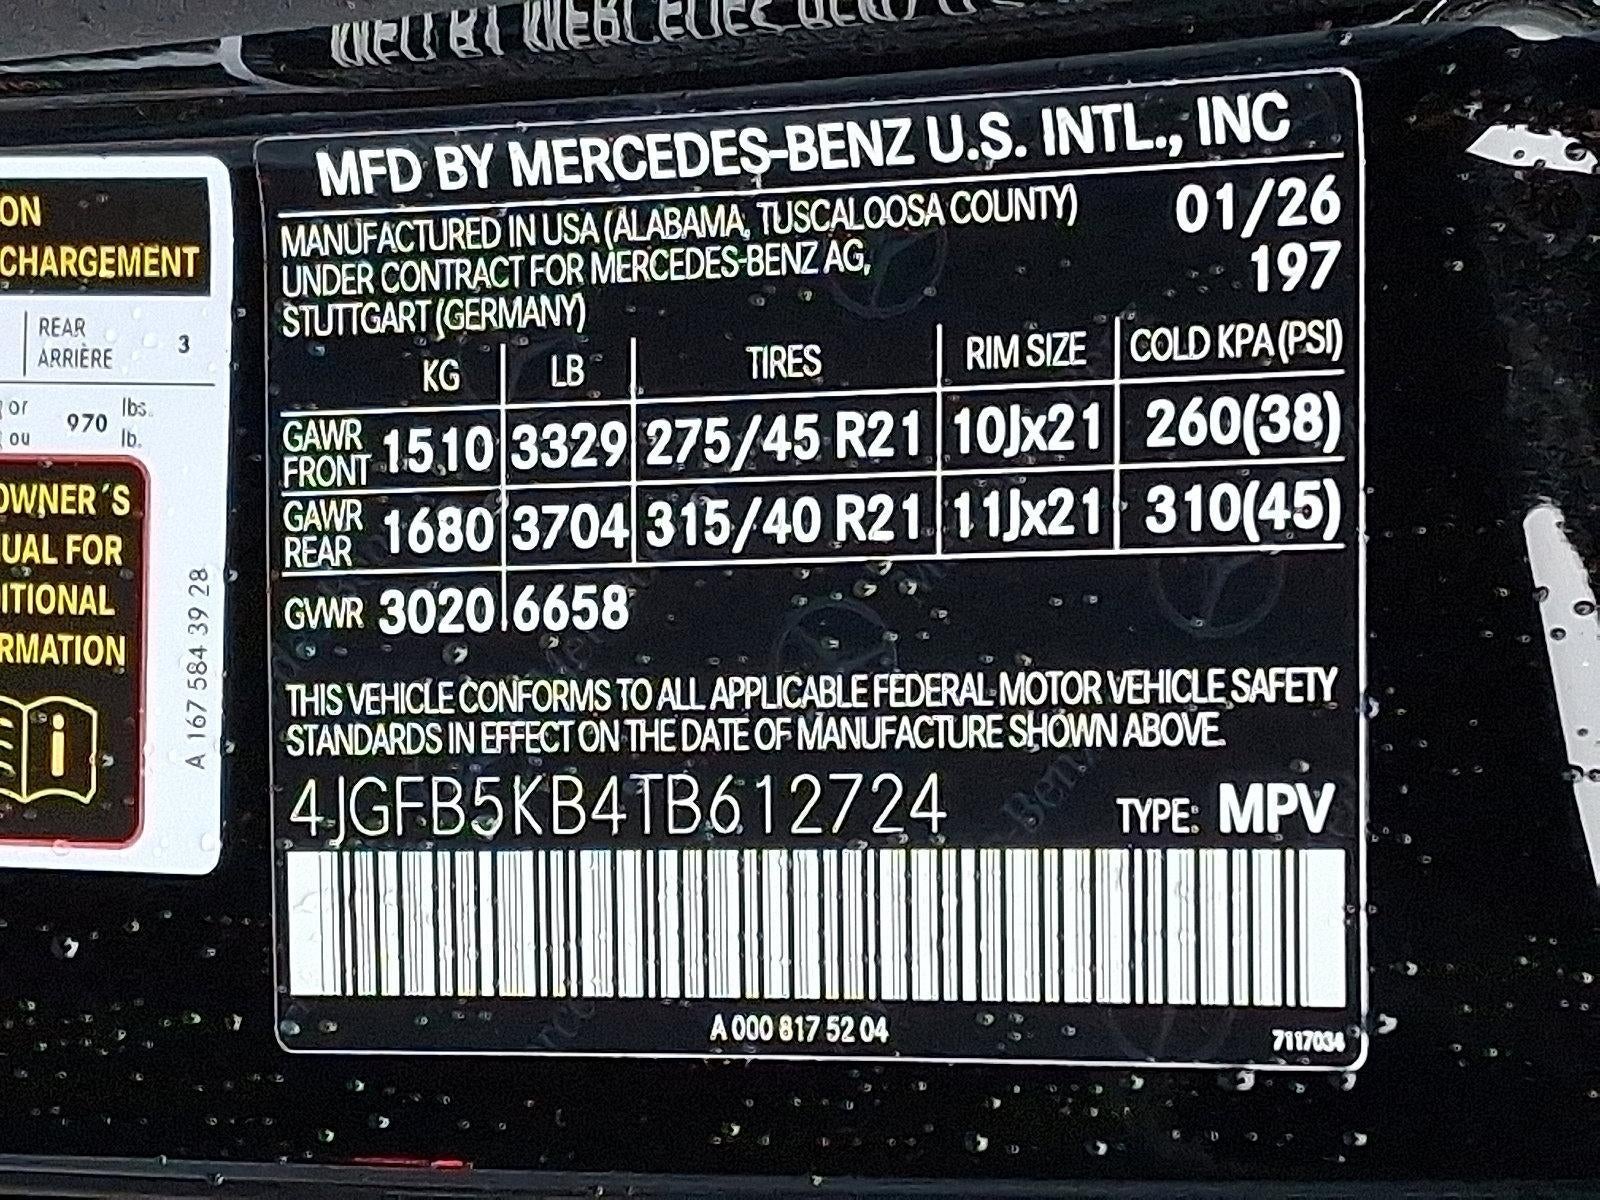 MFD BY MERCEDES-BENZ U.S. INTL., INC
MANUFACTURED IN USA (ALABAMA, TUSCALOOSA COUNTY) 01/26
UNDER CONTRACT FOR MERCEDES-BENZ AG, 197
STUTTGART (GERMANY)
KG LB TIRES RIM SIZE COLD KPA (PSI)
GAWR FRONT 1510 3329 275/45 R21 10Jx21 260(38)
GAWR REAR 1680 3704 315/40 R21 11Jx21 310(45)
GVWR 3020 6658
THIS VEHICLE CONFORMS TO ALL APPLICABLE FEDERAL MOTOR VEHICLE SAFETY
STANDARDS IN EFFECT ON THE DATE OF MANUFACTURE SHOWN ABOVE.
4JGFB5KB4TB612724 TYPE: MPV
A 000 817 52 04 7117034
ON
CHARGEMENT
REAR
ARRIÈRE 3
or 970 lbs.
ou lb.
OWNER´S
UAL FOR
ITIONAL
RMATION
A 167 584 39 28